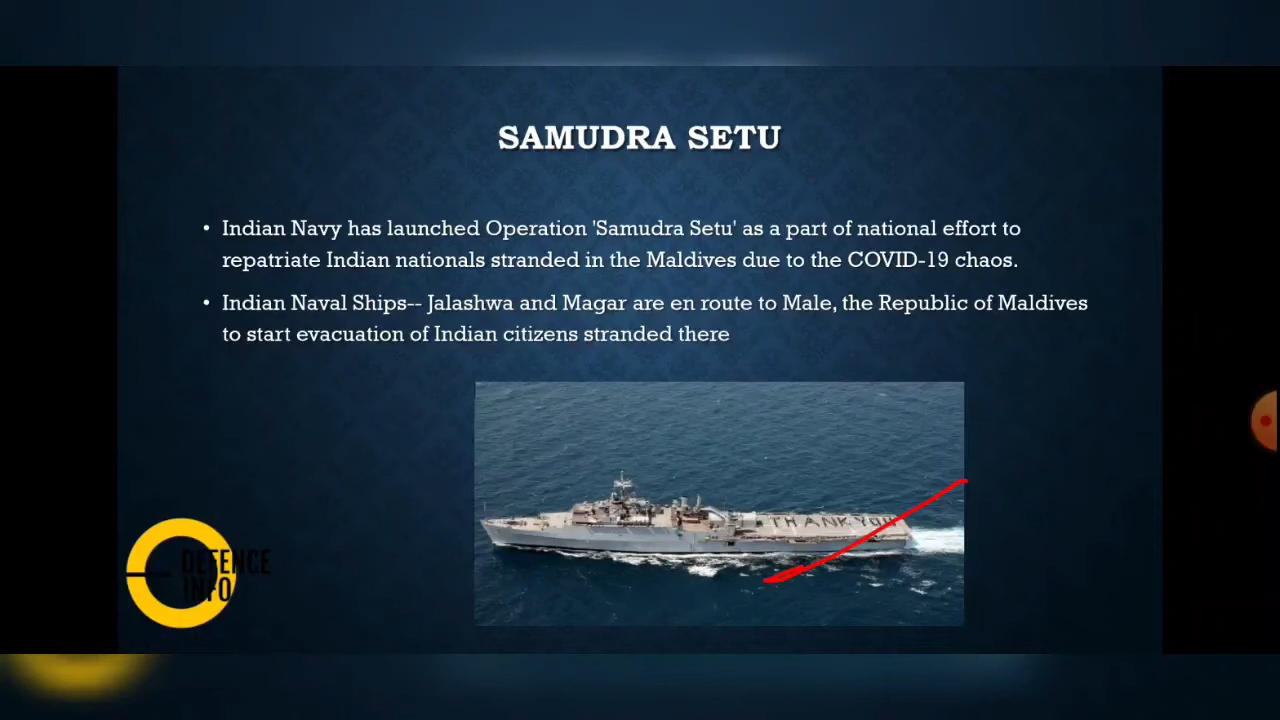 SAMUDRA SETU
• Indian Navy has launched Operation 'Samudra Setu' as a part of national effort to
repatriate Indian nationals stranded in the Maldives due to the COVID-19 chaos.
• Indian Naval Ships-- Jalashwa and Magar are en route to Male, the Republic of Maldives
to start evacuation of Indian citizens stranded there
THANK YOU
DEFENCE
INFO